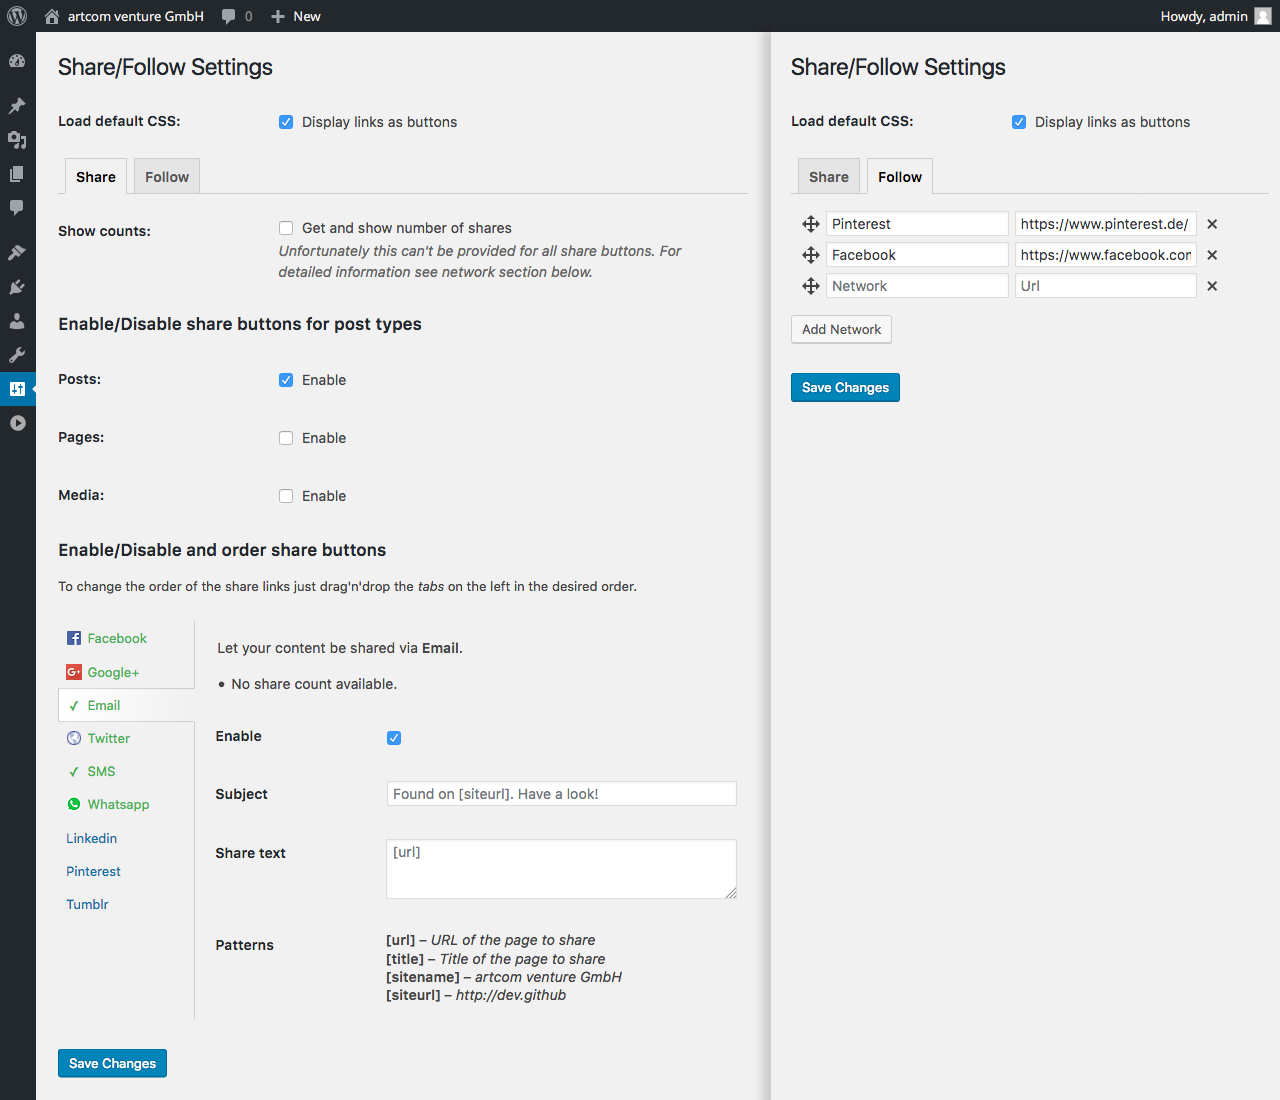 artcom venture GmbH 0 New Howdy, admin
Share/Follow Settings
Load default CSS: Display links as buttons
Share Follow
Show counts: Get and show number of shares
Unfortunately this can't be provided for all share buttons. For
detailed information see network section below.
Enable/Disable share buttons for post types
Posts: Enable
Pages: Enable
Media: Enable
Enable/Disable and order share buttons
To change the order of the share links just drag'n'drop the tabs on the left in the desired order.
Facebook
Google+
Email
Twitter
SMS
Whatsapp
Linkedin
Pinterest
Tumblr
Let your content be shared via Email.
• No share count available.
Enable
Subject Found on [siteurl]. Have a look!
Share text [url]
Patterns [url] – URL of the page to share
[title] – Title of the page to share
[sitename] – artcom venture GmbH
[siteurl] – http://dev.github
Save Changes
Share/Follow Settings
Load default CSS: Display links as buttons
Share Follow
Pinterest https://www.pinterest.de/
Facebook https://www.facebook.com
Network Url
Add Network
Save Changes